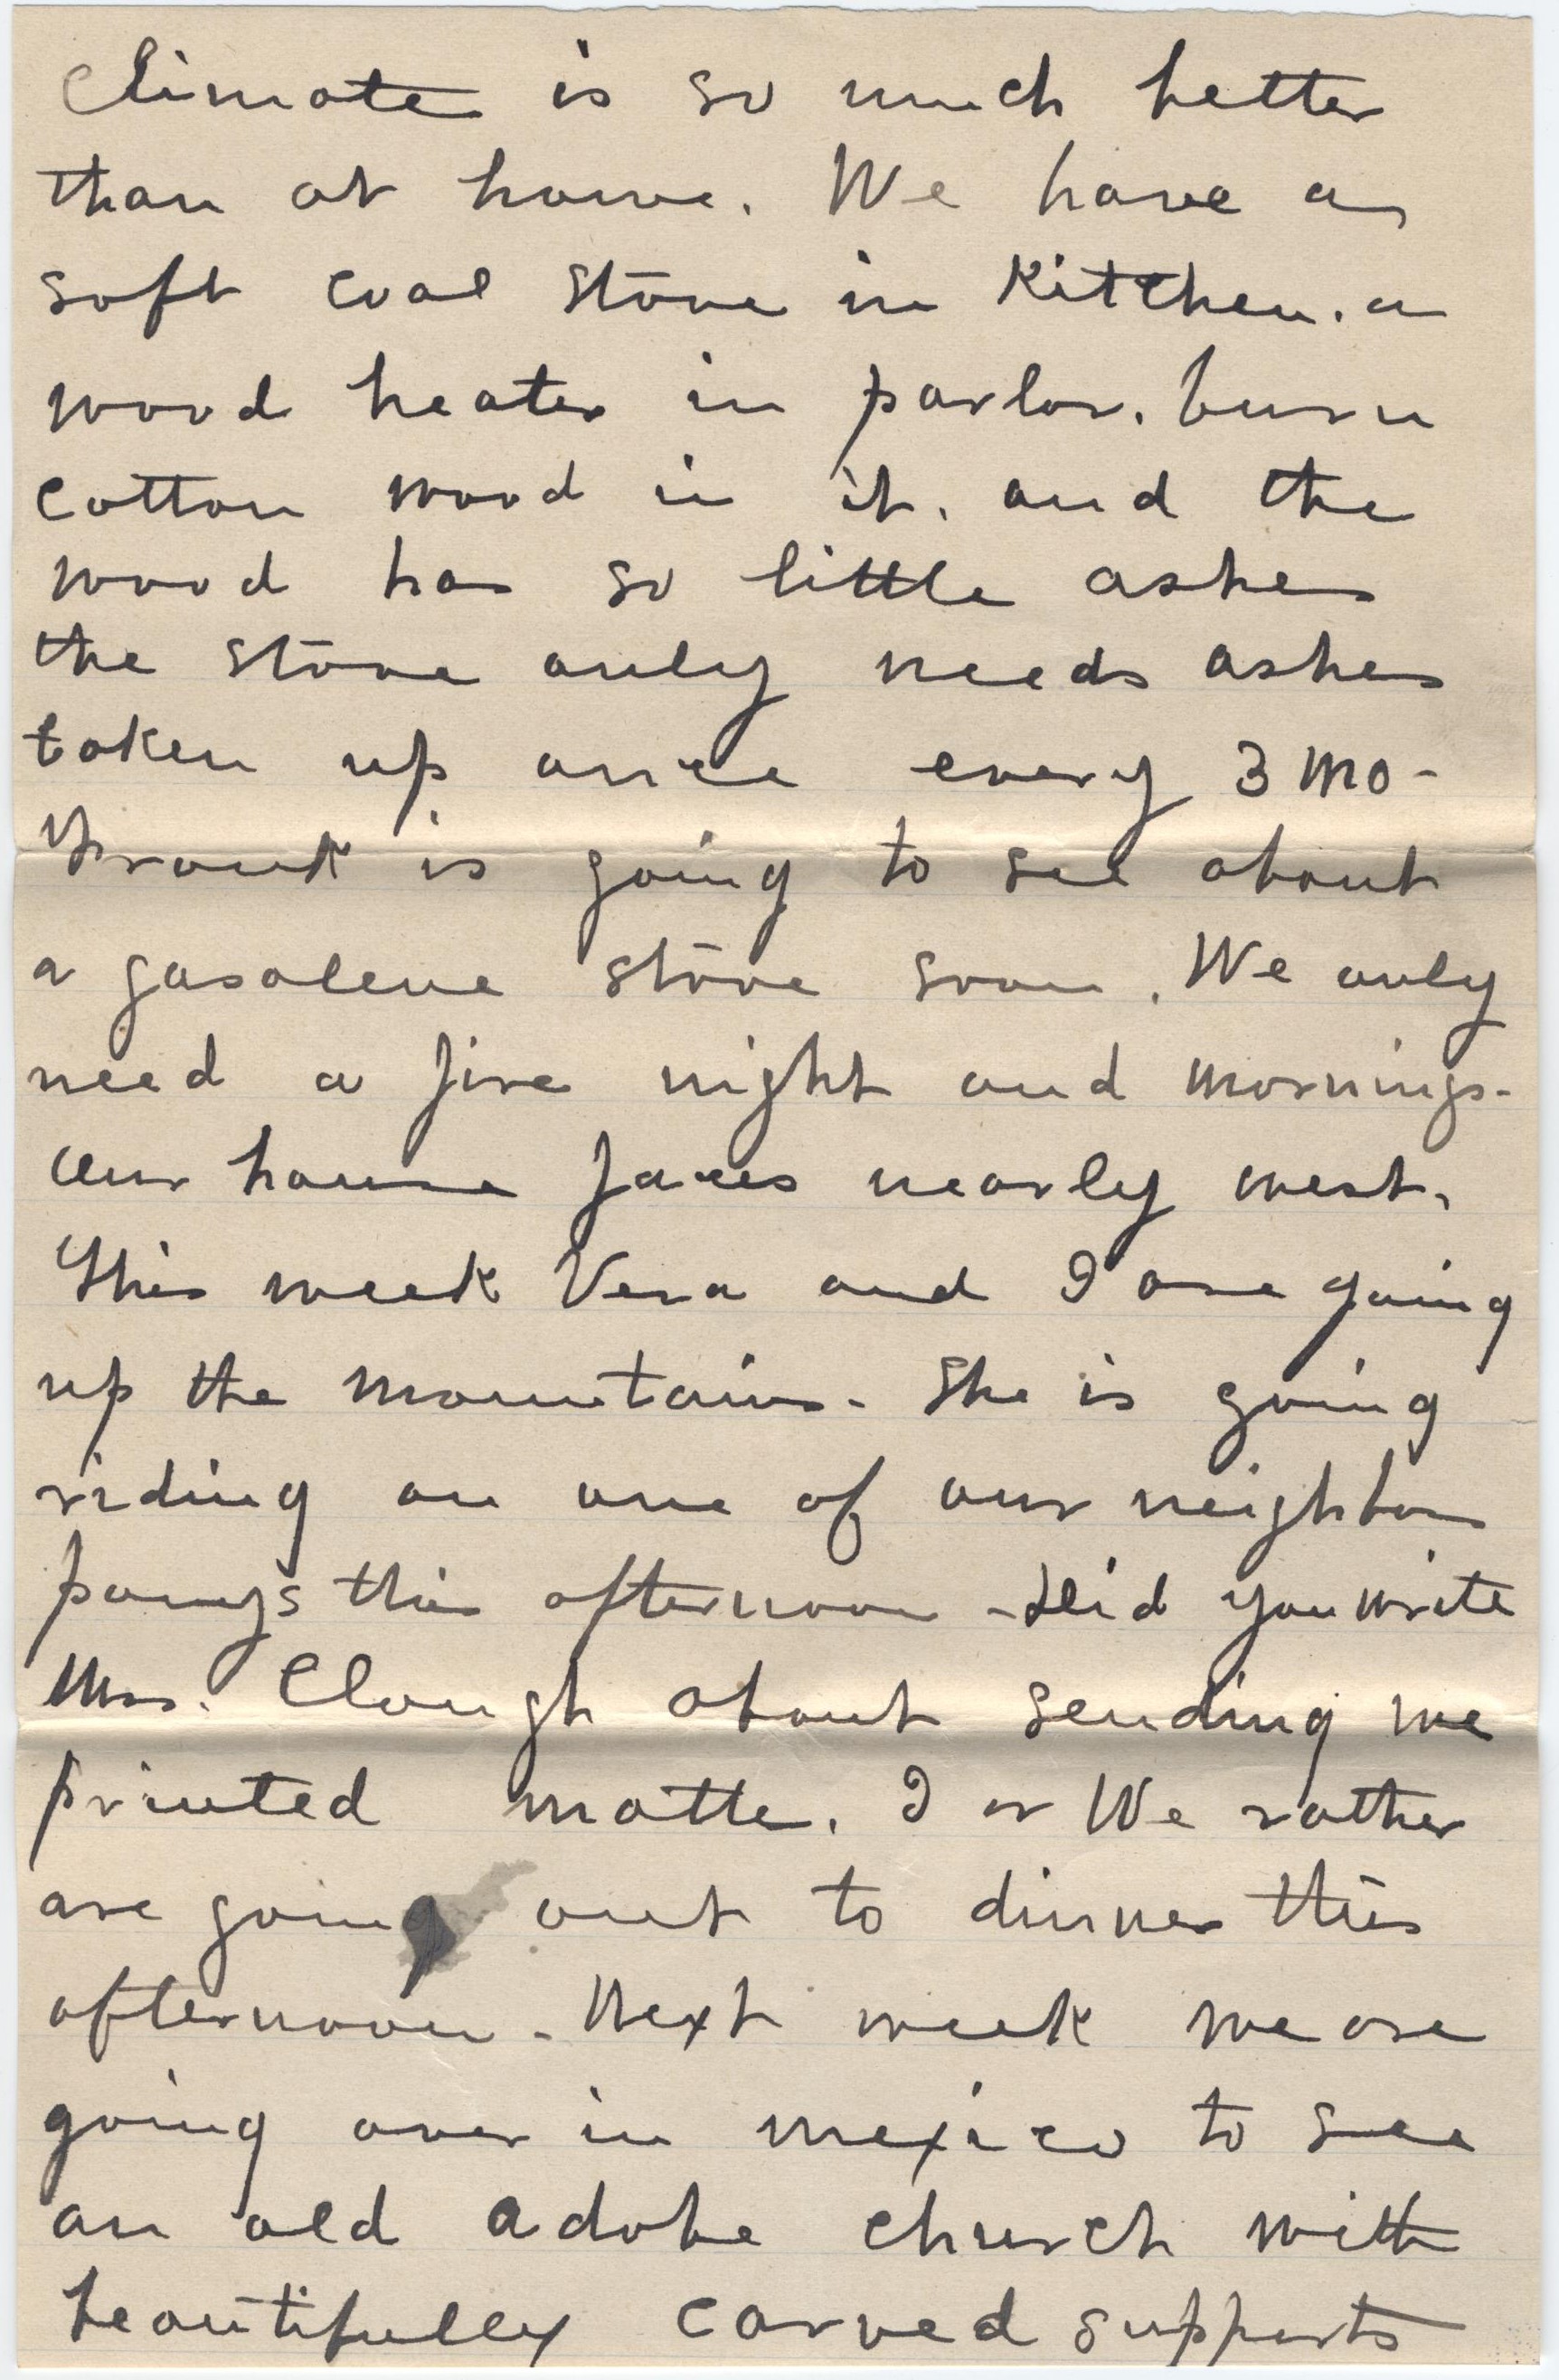 Climate is so much better
than at home. We have a
soft coal stove in Kitchen. a
wood heater in parlor. burn
cotton wood in it. and the
wood has so little ashes
the stove only needs ashes
taken up once every 3 mo-
Frank is going to see about
a gasolene stove soon. We only
need a fire night and mornings-
Our house faces nearly west.
This week Vera and I are going
up the mountains- She is going
riding on one of our neighbors
ponys this afternoon - Did you write
Mrs. Clough about sending me
printed matter. I or We rather
are going out to dinner this
afternoon - Next week we are
going over in mexico to see
an old adobe church with
beautifully carved supports